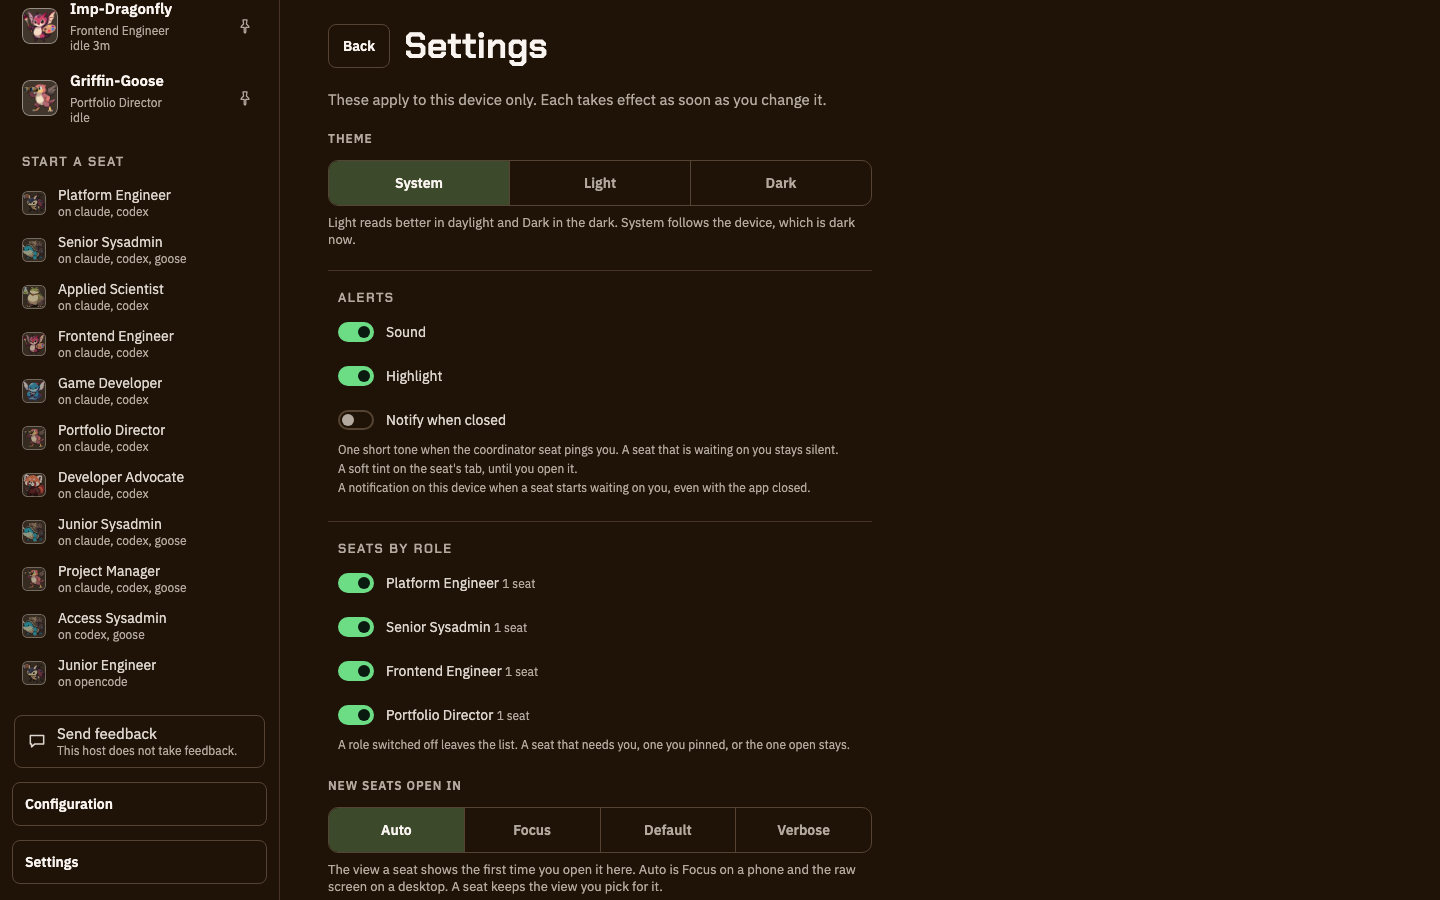 Imp-Dragonfly
Frontend Engineer
idle 3m
Griffin-Goose
Portfolio Director
idle
START A SEAT
Platform Engineer
on claude, codex
Senior Sysadmin
on claude, codex, goose
Applied Scientist
on claude, codex
Frontend Engineer
on claude, codex
Game Developer
on claude, codex
Portfolio Director
on claude, codex
Developer Advocate
on claude, codex
Junior Sysadmin
on claude, codex, goose
Project Manager
on claude, codex, goose
Access Sysadmin
on codex, goose
Junior Engineer
on opencode
Send feedback
This host does not take feedback.
Configuration
Settings
Back
Settings
These apply to this device only. Each takes effect as soon as you change it.
THEME
System
Light
Dark
Light reads better in daylight and Dark in the dark. System follows the device, which is dark
now.
ALERTS
Sound
Highlight
Notify when closed
One short tone when the coordinator seat pings you. A seat that is waiting on you stays silent.
A soft tint on the seat's tab, until you open it.
A notification on this device when a seat starts waiting on you, even with the app closed.
SEATS BY ROLE
Platform Engineer 1 seat
Senior Sysadmin 1 seat
Frontend Engineer 1 seat
Portfolio Director 1 seat
A role switched off leaves the list. A seat that needs you, one you pinned, or the one open stays.
NEW SEATS OPEN IN
Auto
Focus
Default
Verbose
The view a seat shows the first time you open it here. Auto is Focus on a phone and the raw
screen on a desktop. A seat keeps the view you pick for it.